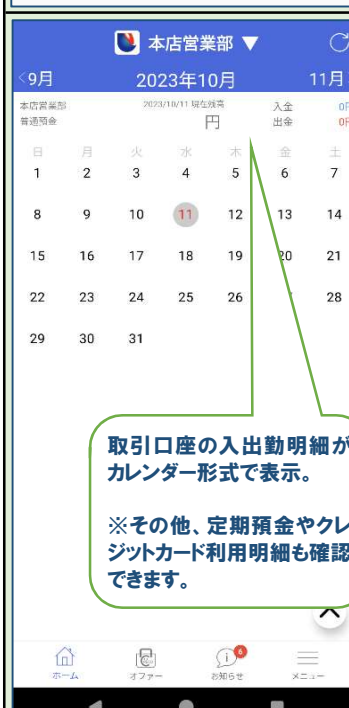 本店営業部 ▼
<9月 2023年10月 11月
本店営業部 2023/10/11 現在残高 入金 0円
普通預金 円 出金 0円
日 月 火 水 木 金 土
1 2 3 4 5 6 7
8 9 10 11 12 13 14
15 16 17 18 19 20 21
22 23 24 25 26 28
29 30 31
取引口座の入出勤明細が
カレンダー形式で表示。
※その他、定期預金やクレ
ジットカード利用明細も確認
できます。
6
ホーム オファー お知らせ メニュー